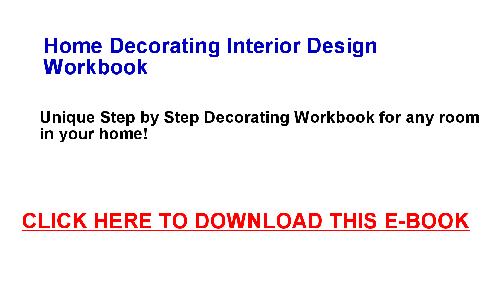 Home Decorating Interior Design
Workbook
Unique Step by Step Decorating Workbook for any room
in your home!
CLICK HERE TO DOWNLOAD THIS E-BOOK